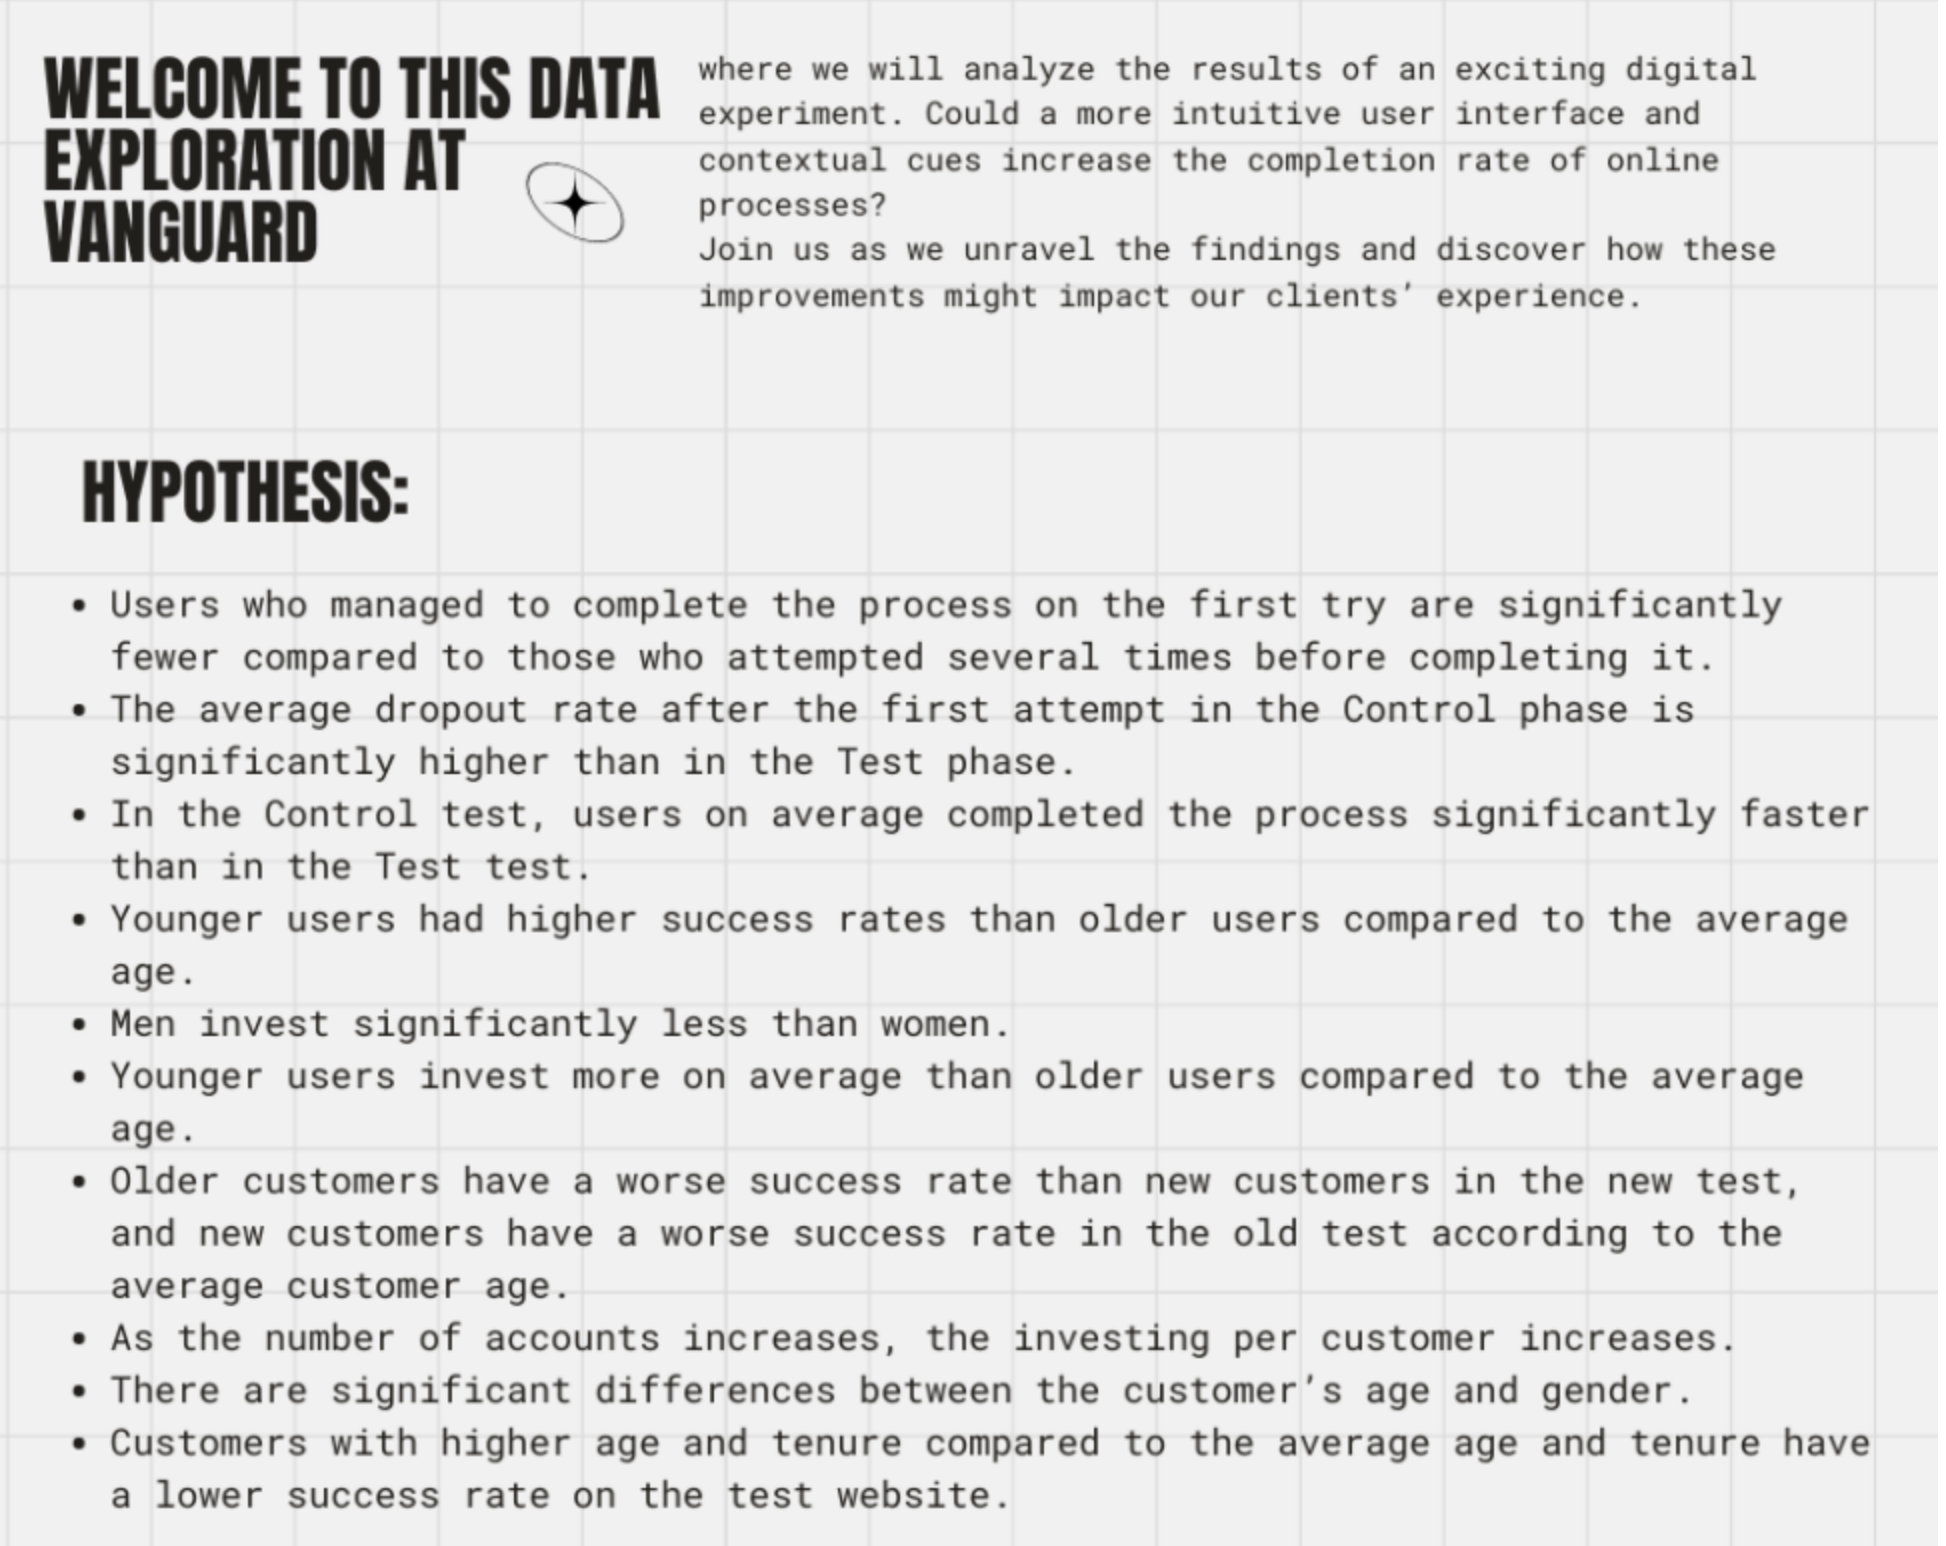 WELCOME TO THIS DATA
EXPLORATION AT
VANGUARD
where we will analyze the results of an exciting digital
experiment. Could a more intuitive user interface and
contextual cues increase the completion rate of online
processes?
Join us as we unravel the findings and discover how these
improvements might impact our clients’ experience.
HYPOTHESIS:
• Users who managed to complete the process on the first try are significantly
fewer compared to those who attempted several times before completing it.
• The average dropout rate after the first attempt in the Control phase is
significantly higher than in the Test phase.
• In the Control test, users on average completed the process significantly faster
than in the Test test.
• Younger users had higher success rates than older users compared to the average
age.
• Men invest significantly less than women.
• Younger users invest more on average than older users compared to the average
age.
• Older customers have a worse success rate than new customers in the new test,
and new customers have a worse success rate in the old test according to the
average customer age.
• As the number of accounts increases, the investing per customer increases.
• There are significant differences between the customer’s age and gender.
• Customers with higher age and tenure compared to the average age and tenure have
a lower success rate on the test website.